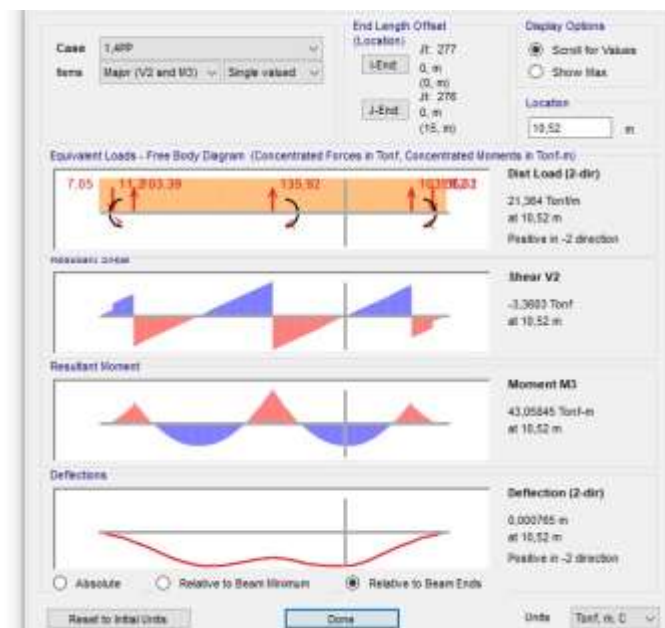 Case 1,4PP
Items Major (V2 and M3) Single valued
End Length Offset
(Location)
I-End: Jt: 277
0, m
(0, m)
J-End: Jt: 276
0, m
(15, m)
Display Options
Scroll for Values
Show Max
Location
10,52 m
Equivalent Loads - Free Body Diagram (Concentrated Forces in Tonf, Concentrated Moments in Tonf-m)
7.05
135,92
Dist Load (2-dir)
21,364 Tonf/m
at 10,52 m
Positive in -2 direction
Resultant Shear
Shear V2
-3,3603 Tonf
at 10,52 m
Resultant Moment
Moment M3
43,05845 Tonf-m
at 10,52 m
Deflections
Deflection (2-dir)
0,000765 m
at 10,52 m
Positive in -2 direction
Absolute Relative to Beam Minimum Relative to Beam Ends
Reset to Initial Units Done Units Tonf, m, C